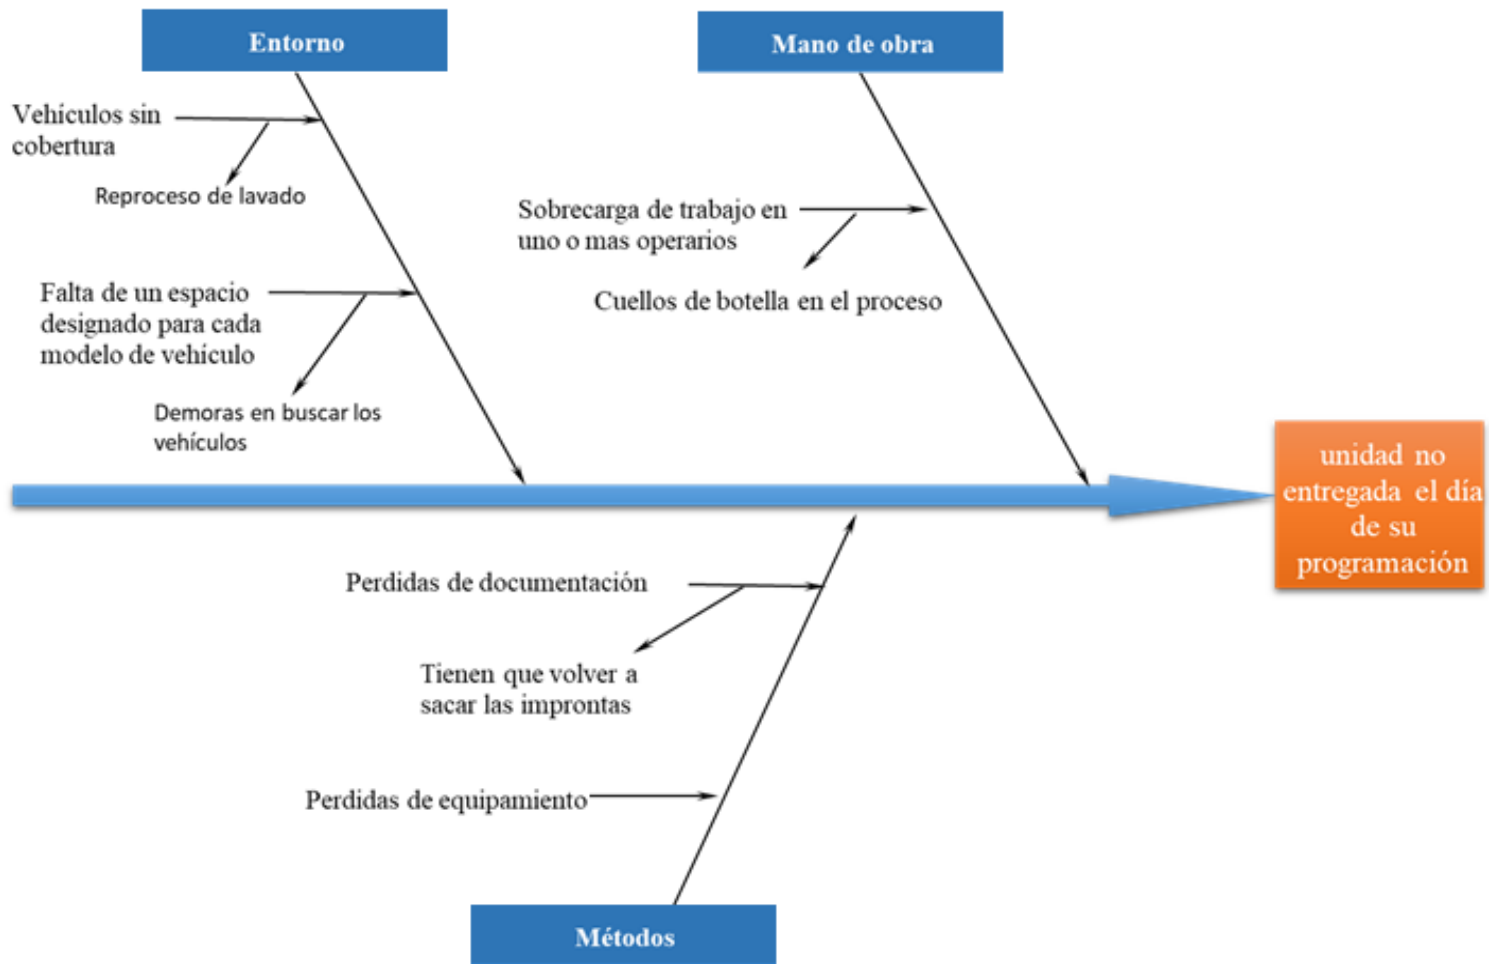 Entorno
Mano de obra
Vehículos sin
cobertura
Reproceso de lavado
Sobrecarga de trabajo en
uno o mas operarios
Cuellos de botella en el proceso
Falta de un espacio
designado para cada
modelo de vehículo
Demoras en buscar los
vehículos
unidad no
entregada el día
de su
programación
Perdidas de documentación
Tienen que volver a
sacar las improntas
Perdidas de equipamiento
Métodos